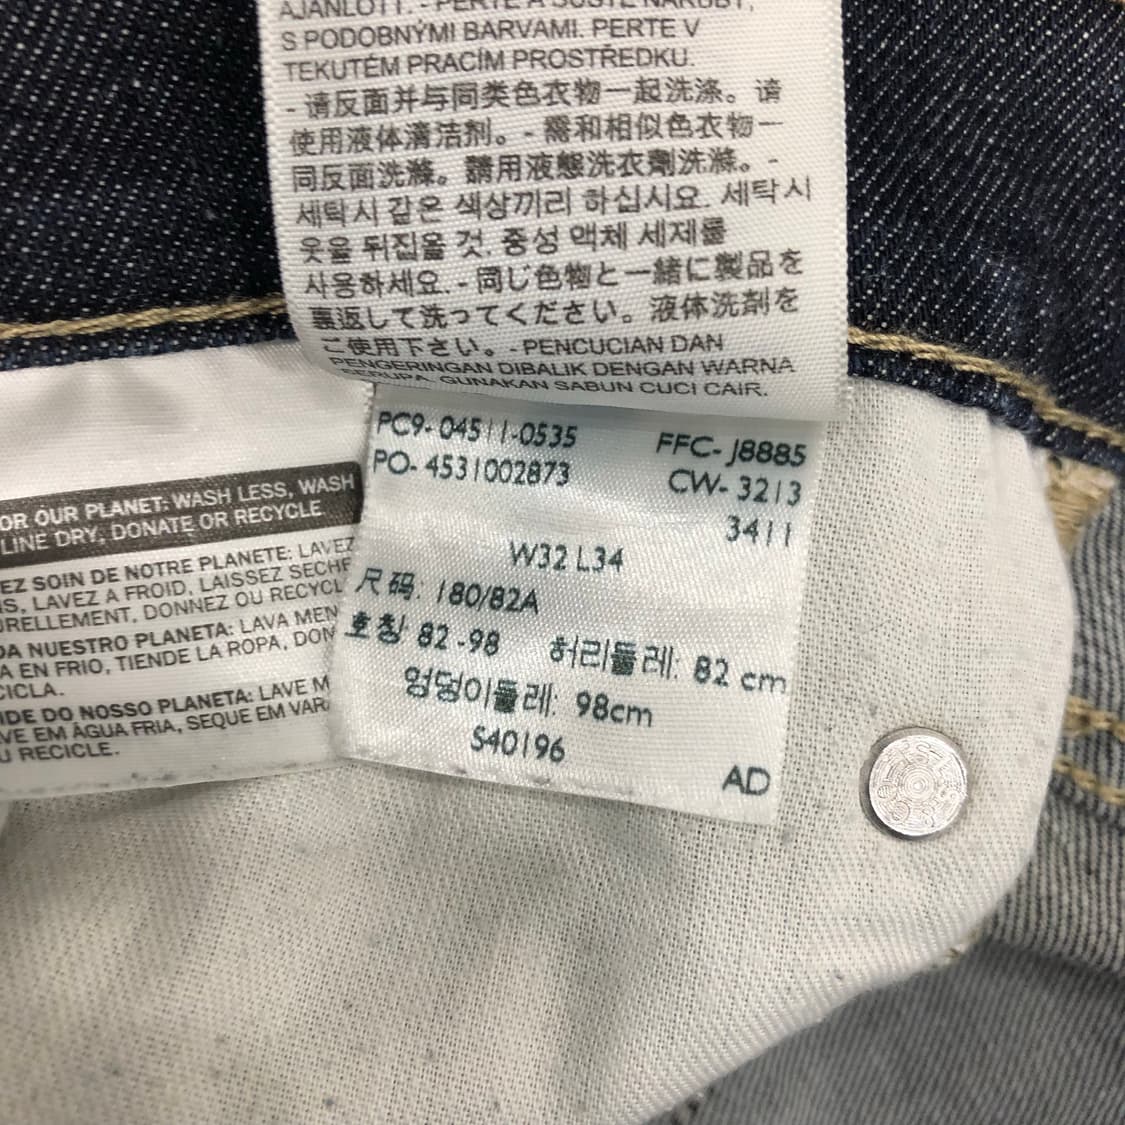 AJÁNLOTT. - PERTE A SUŠTE NARUBY,
S PODOBNÝMI BARVAMI. PERTE V
TEKUTÉM PRACÍM PROSTŘEDKU.
- 请反面并与同类色衣物一起洗涤。请
使用液体清洁剂。- 需和相似色衣物一
同反面洗滌。請用液態洗衣劑洗滌。-
세탁시 같은 색상끼리 하십시요. 세탁시
옷을 뒤집을 것. 중성 액체 세제를
사용하세요. - 同じ色物と一緒に製品を
裏返して洗ってください。液体洗剤を
ご使用下さい。- PENCUCIAN DAN
PENGERINGAN DIBALIK DENGAN WARNA
SERUPA. GUNAKAN SABUN CUCI CAIR.
OR OUR PLANET: WASH LESS, WASH
LINE DRY, DONATE OR RECYCLE
EZ SOIN DE NOTRE PLANETE: LAVEZ
S, LAVEZ A FROID, LAISSEZ SECHE
URELLEMENT, DONNEZ OU RECYCL
DA NUESTRO PLANETA: LAVA MEN
A EN FRIO, TIENDE LA ROPA, DON
CICLA.
IDE DO NOSSO PLANETA: LAVE M
VE EM ÁGUA FRIA, SEQUE EM VAR
U RECICLE.
PC9- 04511-0535 FFC- J8885
PO- 4531002873 CW- 3213
3411
W32 L34
尺码: 180/82A
호칭 82 -98 허리둘레: 82 cm
엉덩이둘레: 98cm
S40196
AD